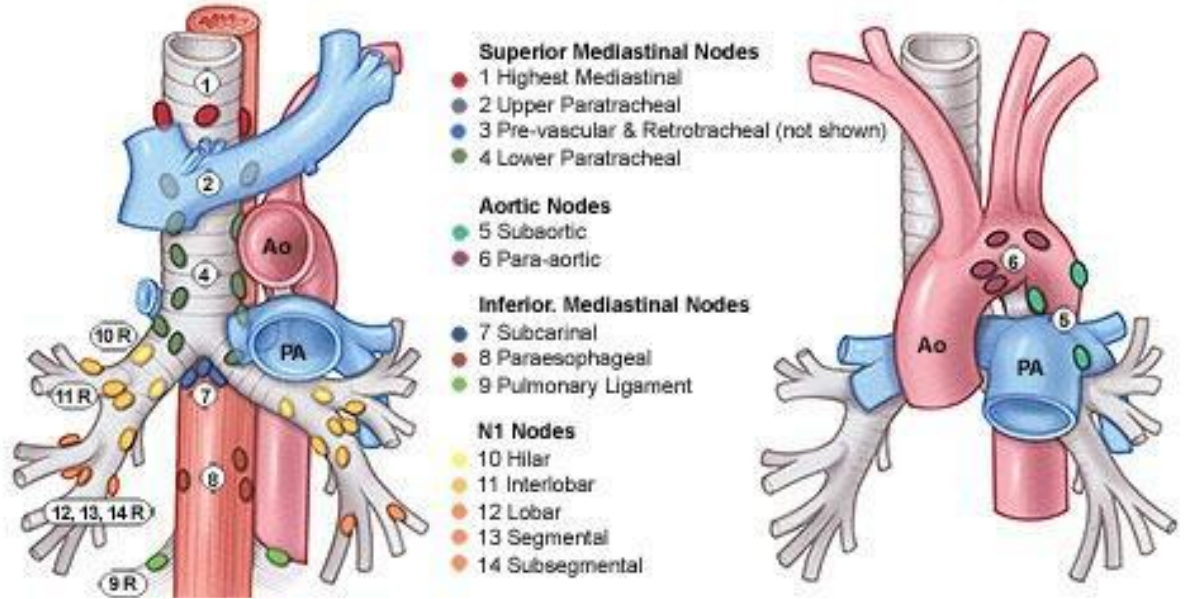 1
2
Ao
4
10 R
PA
11 R
7
8
12, 13, 14 R
9 R
Superior Mediastinal Nodes
1 Highest Mediastinal
2 Upper Paratracheal
3 Pre-vascular & Retrotracheal (not shown)
4 Lower Paratracheal
Aortic Nodes
5 Subaortic
6 Para-aortic
Inferior. Mediastinal Nodes
7 Subcarinal
8 Paraesophageal
9 Pulmonary Ligament
N1 Nodes
10 Hilar
11 Interlobar
12 Lobar
13 Segmental
14 Subsegmental
6
5
Ao
PA